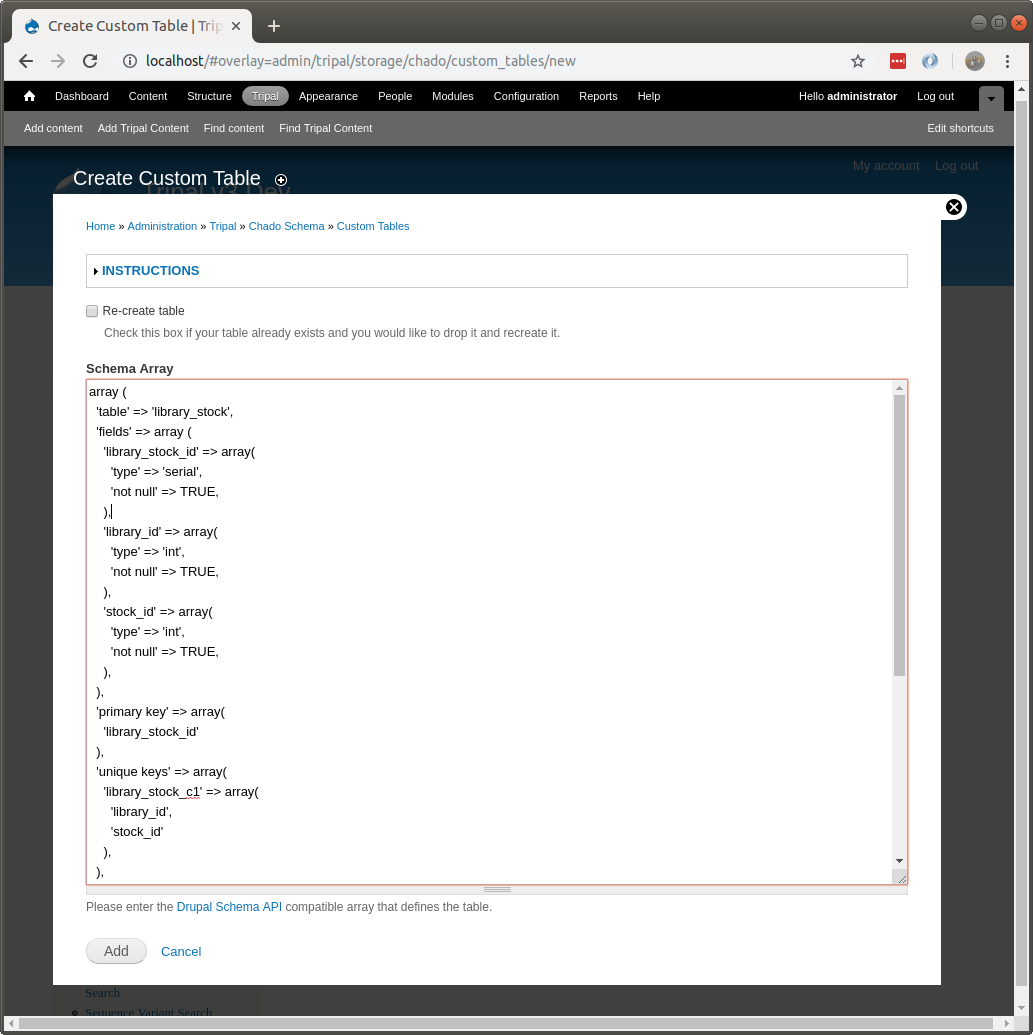 Create Custom Table | Trip
localhost/#overlay=admin/tripal/storage/chado/custom_tables/new
Dashboard Content Structure Tripal Appearance People Modules Configuration Reports Help Hello administrator Log out
Add content Add Tripal Content Find content Find Tripal Content Edit shortcuts
My account Log out
Create Custom Table
Tripal v3 Dev
Home » Administration » Tripal » Chado Schema » Custom Tables
INSTRUCTIONS
Re-create table
Check this box if your table already exists and you would like to drop it and recreate it.
Schema Array
array (
'table' => 'library_stock',
'fields' => array (
'library_stock_id' => array(
'type' => 'serial',
'not null' => TRUE,
),
'library_id' => array(
'type' => 'int',
'not null' => TRUE,
),
'stock_id' => array(
'type' => 'int',
'not null' => TRUE,
),
),
'primary key' => array(
'library_stock_id'
),
'unique keys' => array(
'library_stock_c1' => array(
'library_id',
'stock_id'
),
),
Please enter the Drupal Schema API compatible array that defines the table.
Add Cancel
Search
Sequence Variant Search